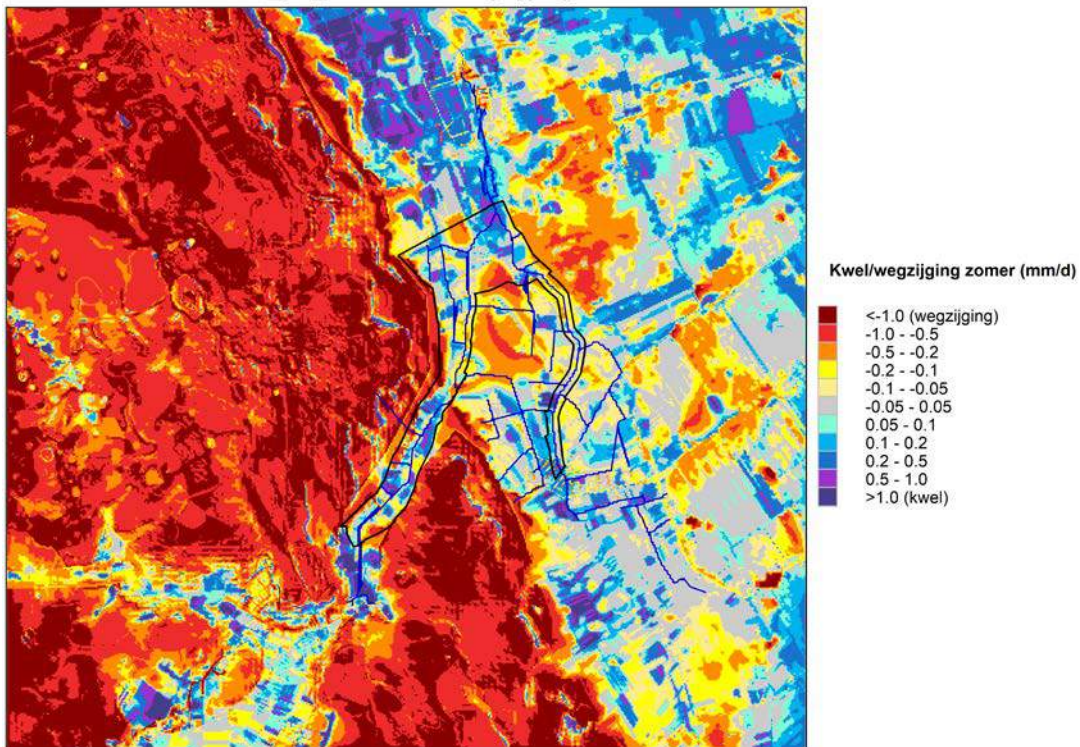 Kwel/wegzijging zomer (mm/d)
<-1.0 (wegzijging)
-1.0 - -0.5
-0.5 - -0.2
-0.2 - -0.1
-0.1 - -0.05
-0.05 - 0.05
0.05 - 0.1
0.1 - 0.2
0.2 - 0.5
0.5 - 1.0
>1.0 (kwel)